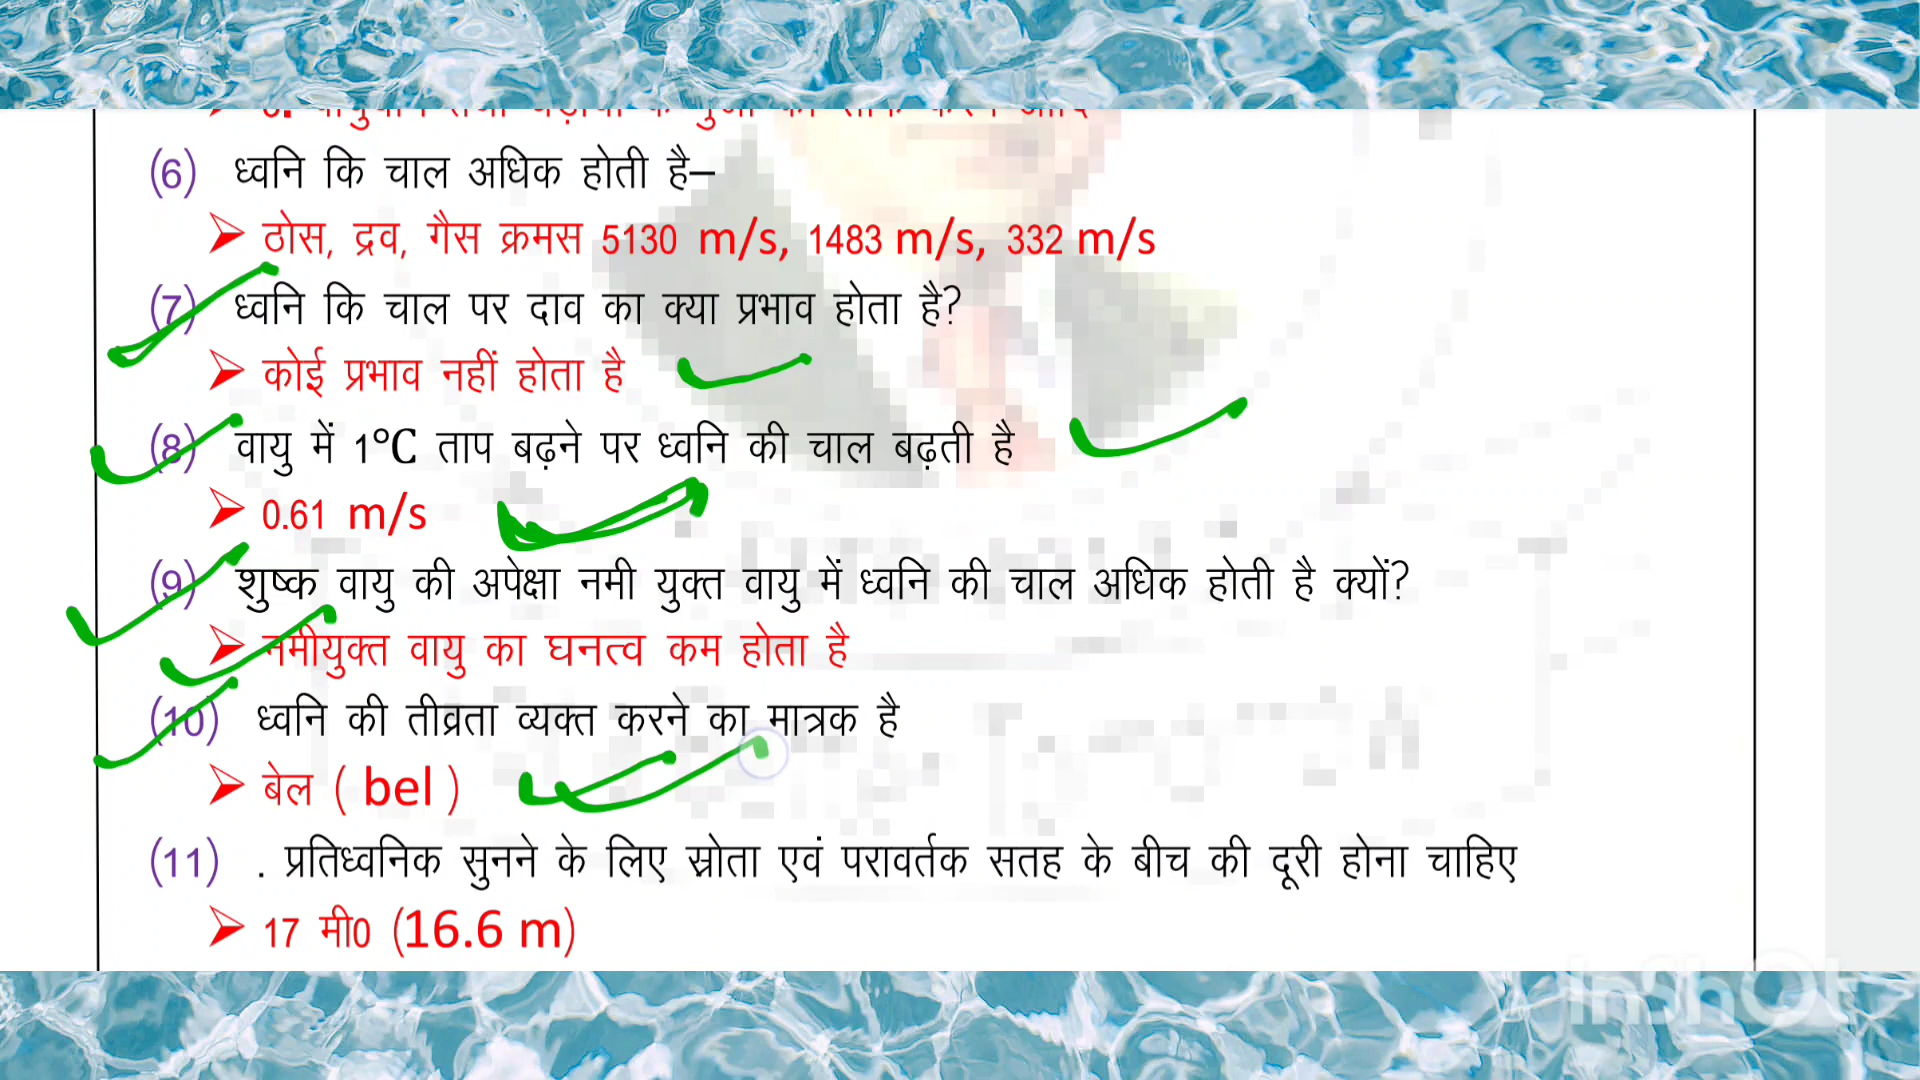 (6) ध्वनि कि चाल अधिक होती है–
➢ ठोस, द्रव, गैस क्रमस 5130 m/s, 1483 m/s, 332 m/s
(7) ध्वनि कि चाल पर दाव का क्या प्रभाव होता है?
➢ कोई प्रभाव नहीं होता है
(8) वायु में 1°C ताप बढ़ने पर ध्वनि की चाल बढ़ती है
➢ 0.61 m/s
(9) शुष्क वायु की अपेक्षा नमी युक्त वायु में ध्वनि की चाल अधिक होती है क्यों?
➢ नमीयुक्त वायु का घनत्व कम होता है
(10) ध्वनि की तीव्रता व्यक्त करने का मात्रक है
➢ बेल ( bel )
(11) . प्रतिध्वनिक सुनने के लिए स्रोता एवं परावर्तक सतह के बीच की दूरी होना चाहिए
➢ 17 मी0 (16.6 m)
InShOt